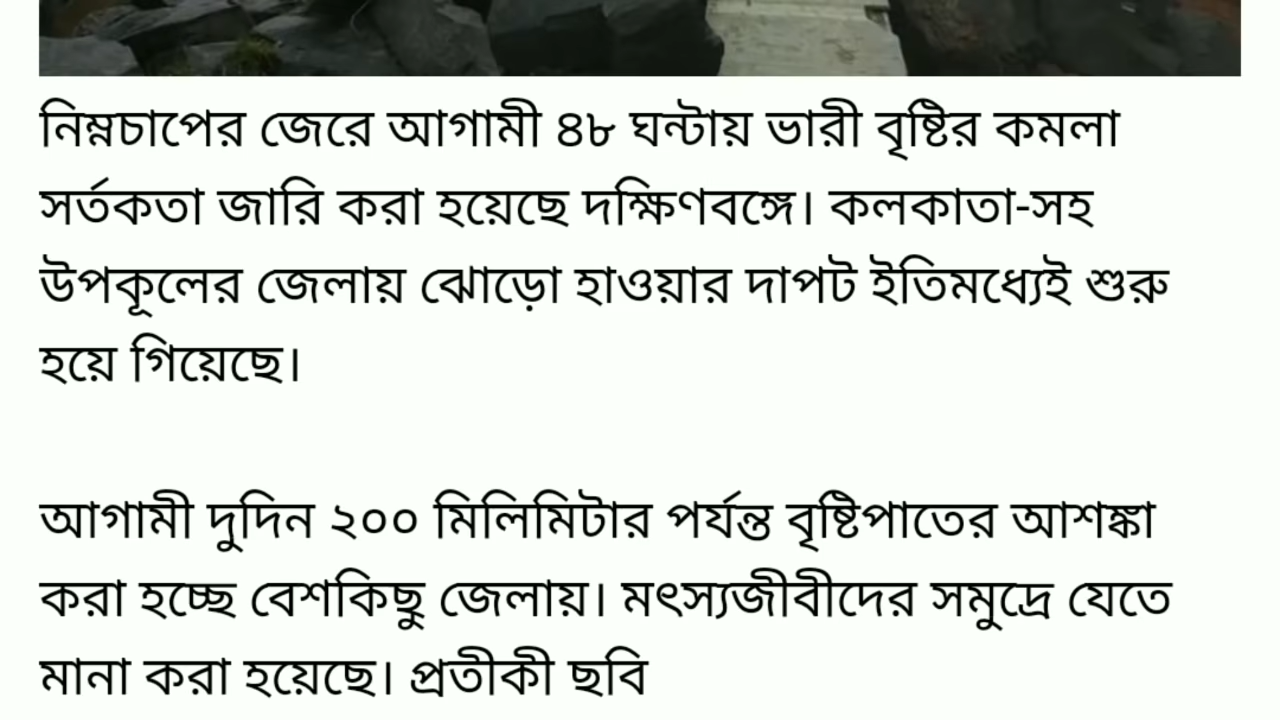 নিম্নচাপের জেরে আগামী ৪৮ ঘন্টায় ভারী বৃষ্টির কমলা
সর্তকতা জারি করা হয়েছে দক্ষিণবঙ্গে। কলকাতা-সহ
উপকূলের জেলায় ঝোড়ো হাওয়ার দাপট ইতিমধ্যেই শুরু
হয়ে গিয়েছে।
আগামী দুদিন ২০০ মিলিমিটার পর্যন্ত বৃষ্টিপাতের আশঙ্কা
করা হচ্ছে বেশকিছু জেলায়। মৎস্যজীবীদের সমুদ্রে যেতে
মানা করা হয়েছে। প্রতীকী ছবি